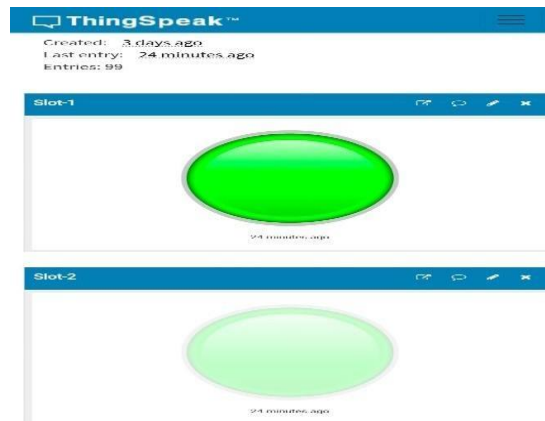 ThingSpeak™
Created: 3 days ago
Last entry: 24 minutes ago
Entries: 99
Slot-1
24 minutes ago
Slot-2
24 minutes ago